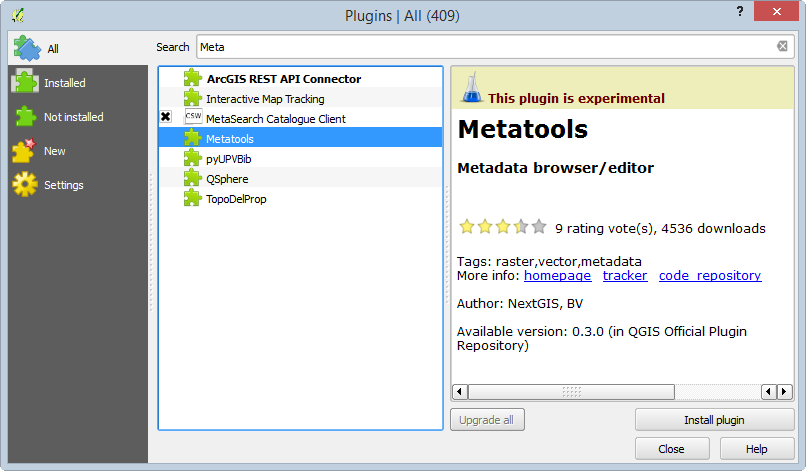 Plugins | All (409)
?
All
Installed
Not installed
New
Settings
Search Meta
ArcGIS REST API Connector
Interactive Map Tracking
CSW MetaSearch Catalogue Client
Metatools
pyUPVBib
QSphere
TopoDelProp
This plugin is experimental
Metatools
Metadata browser/editor
9 rating vote(s), 4536 downloads
Tags: raster,vector,metadata
More info: homepage tracker code repository
Author: NextGIS, BV
Available version: 0.3.0 (in QGIS Official Plugin
Repository)
Upgrade all
Install plugin
Close
Help